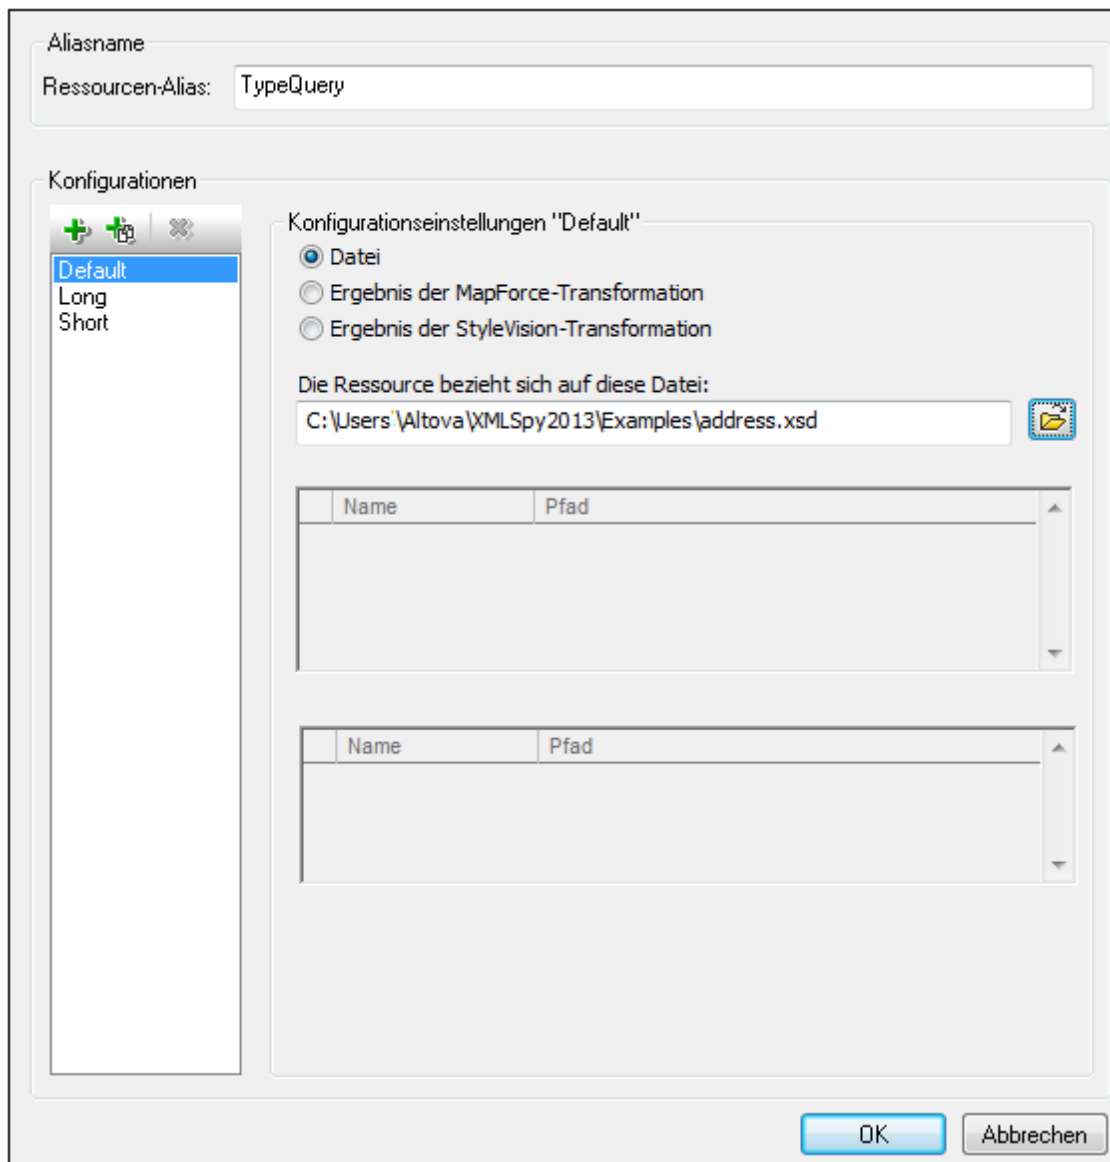 Aliasname
Ressourcen-Alias: TypeQuery
Konfigurationen
Default
Long
Short
Konfigurationseinstellungen "Default"
Datei
Ergebnis der MapForce-Transformation
Ergebnis der StyleVision-Transformation
Die Ressource bezieht sich auf diese Datei:
C:\Users\Altova\XMLSpy2013\Examples\address.xsd
Name Pfad
Name Pfad
OK Abbrechen